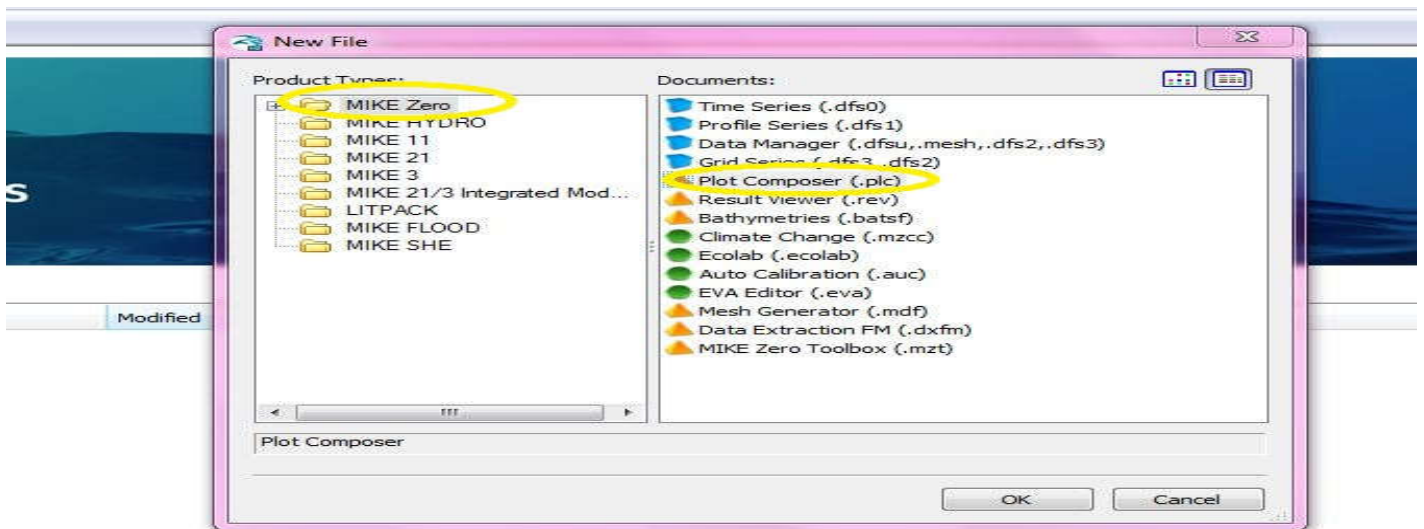 New File
Product Types:
MIKE Zero
MIKE HYDRO
MIKE 11
MIKE 21
MIKE 3
MIKE 21/3 Integrated Mod...
LITPACK
MIKE FLOOD
MIKE SHE
Documents:
Time Series (.dfs0)
Profile Series (.dfs1)
Data Manager (.dfsu,.mesh,.dfs2,.dfs3)
Grid Series (.dfs3,.dfs2)
Plot Composer (.plc)
Result Viewer (.rev)
Bathymetries (.batsf)
Climate Change (.mzcc)
Ecolab (.ecolab)
Auto Calibration (.auc)
EVA Editor (.eva)
Mesh Generator (.mdf)
Data Extraction FM (.dxfm)
MIKE Zero Toolbox (.mzt)
s
Modified
Plot Composer
OK Cancel